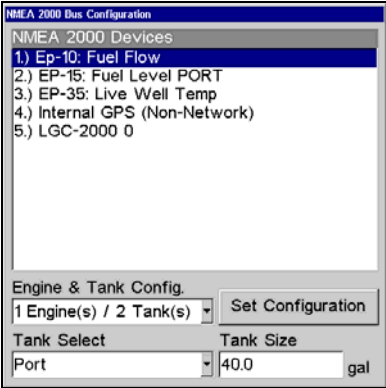 NMEA 2000 Bus Configuration
NMEA 2000 Devices
1.) Ep-10: Fuel Flow
2.) EP-15: Fuel Level PORT
3.) EP-35: Live Well Temp
4.) Internal GPS (Non-Network)
5.) LGC-2000 0
Engine & Tank Config.
1 Engine(s) / 2 Tank(s)
Set Configuration
Tank Select
Tank Size
Port
40.0
gal